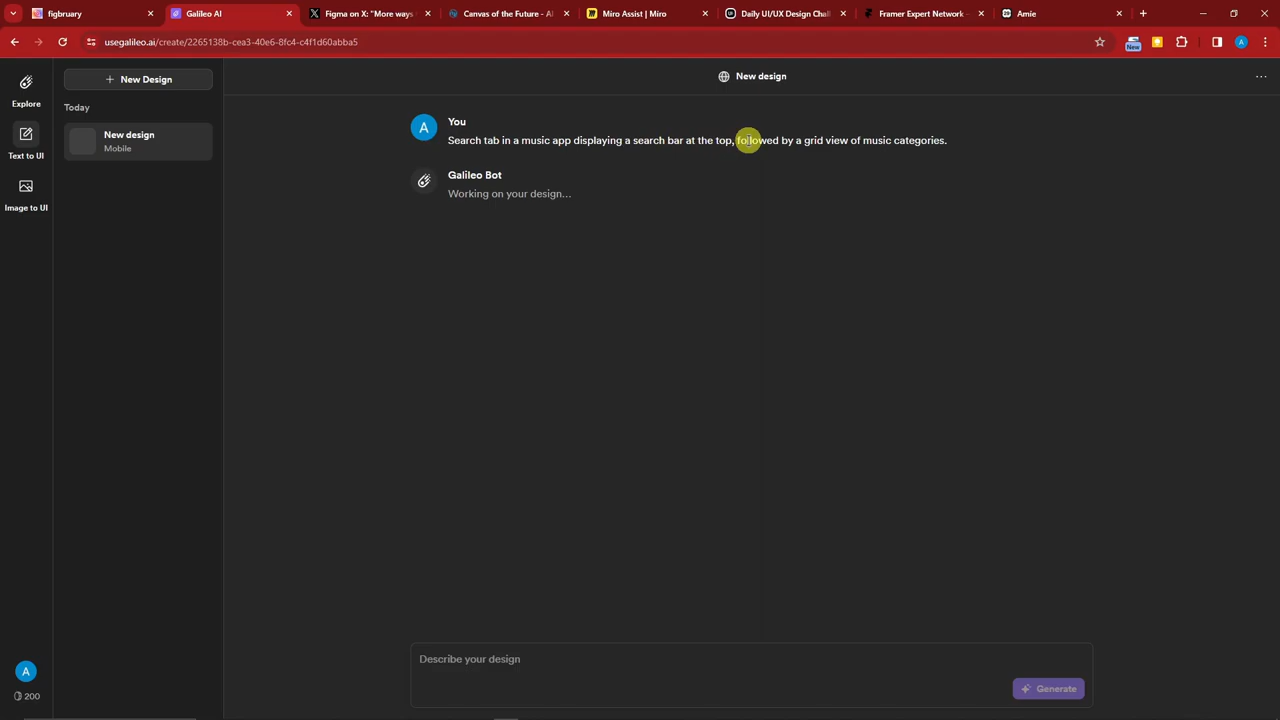 figbruary
Galileo AI
Figma on X: "More ways
Canvas of the Future - AI
Miro Assist | Miro
Daily UI/UX Design Chall
Framer Expert Network –
Amie
usegalileo.ai/create/2265138b-cea3-40e6-8fc4-c4f1d60abba5
New
A
Explore
Text to UI
Image to UI
A
200
+ New Design
Today
New design
Mobile
New design
A
You
Search tab in a music app displaying a search bar at the top, followed by a grid view of music categories.
Galileo Bot
Working on your design...
Describe your design
Generate